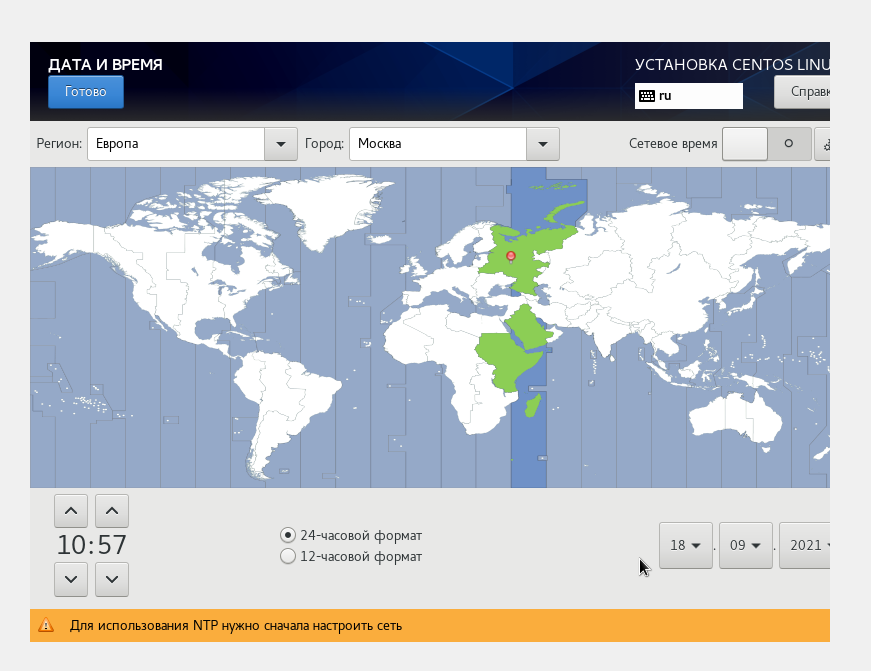 ДАТА И ВРЕМЯ
УСТАНОВКА CENTOS LINU
Готово
ru
Справк
Регион:
Европа
Город:
Москва
Сетевое время
10:57
24-часовой формат
12-часовой формат
18 . 09 . 2021
Для использования NTP нужно сначала настроить сеть